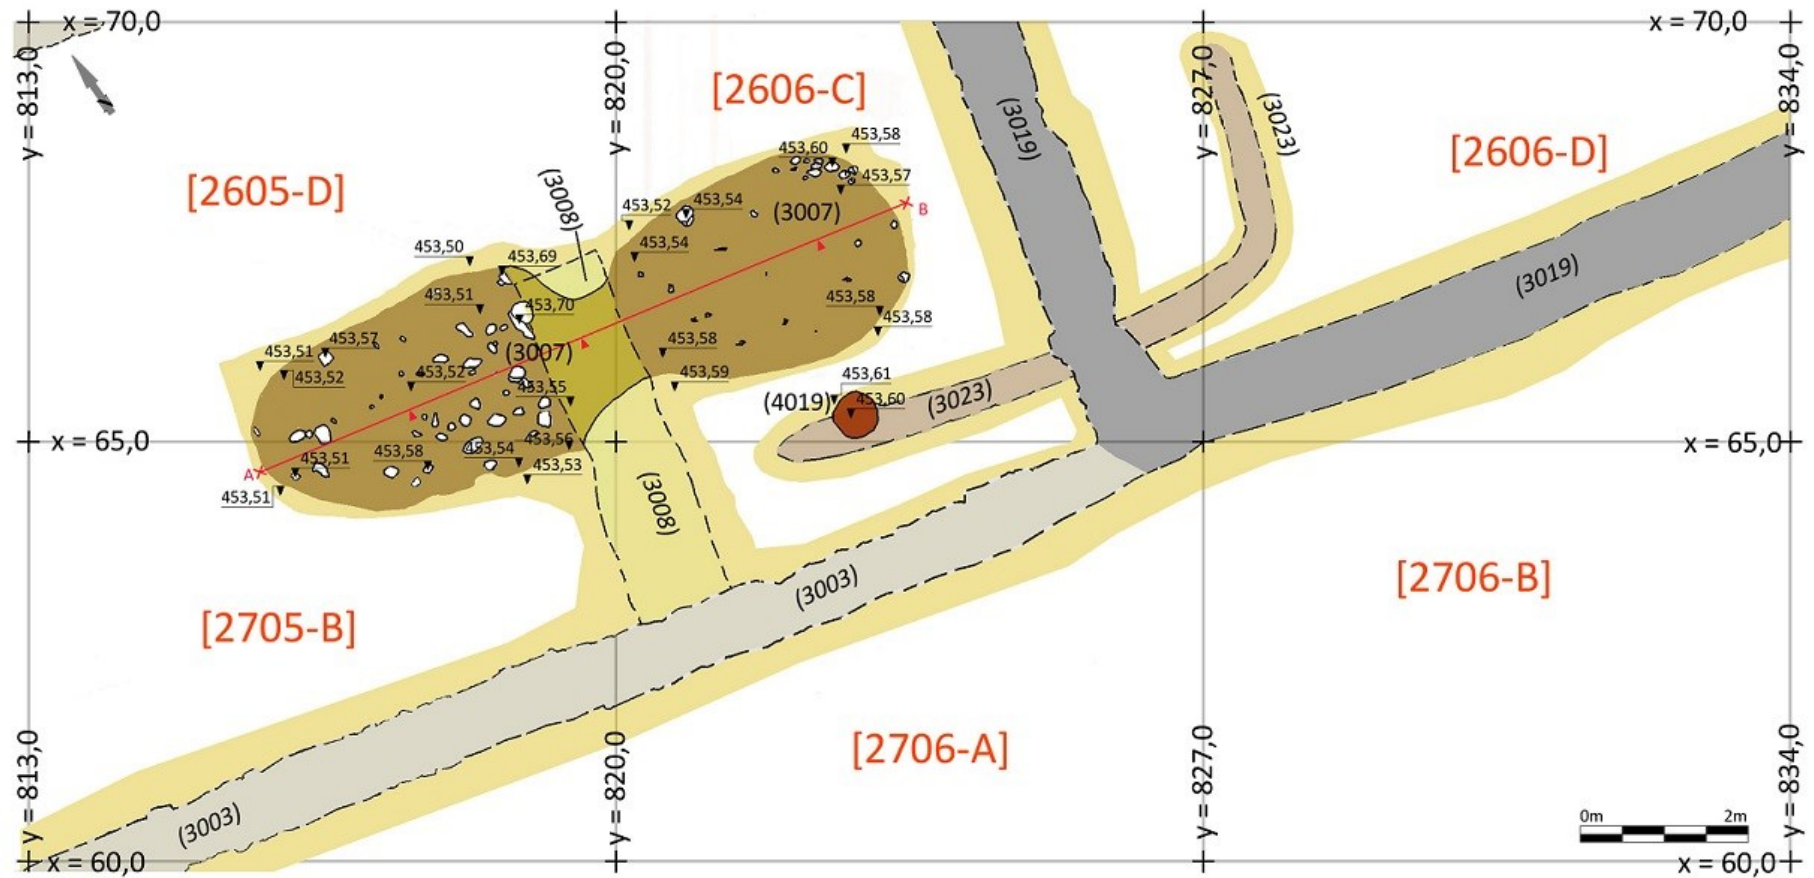 x = 70,0
x = 70,0
y = 813,0
y = 820,0
y = 827,0
y = 834,0
[2606-C]
(3019)
(3023)
[2606-D]
[2605-D]
453,58
453,60
453,57
(3008)
453,52
453,54
(3007)
B
453,54
453,50
453,69
453,51
453,70
453,58
453,58
(3019)
453,57
453,51
453,52
(3007)
453,58
453,52
453,55
453,59
453,61
(4019)
453,60
(3023)
x = 65,0
x = 65,0
453,56
453,54
453,58
453,51
453,53
A
453,51
(3008)
(3003)
[2706-B]
[2705-B]
[2706-A]
y = 813,0
y = 820,0
y = 827,0
y = 834,0
(3003)
0m 2m
x = 60,0
x = 60,0